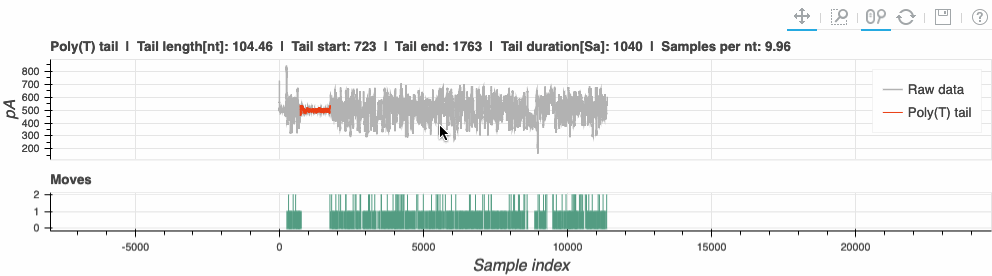 Poly(T) tail | Tail length[nt]: 104.46 | Tail start: 723 | Tail end: 1763 | Tail duration[Sa]: 1040 | Samples per nt: 9.96
800
700
600
500
400
300
200
pA
Raw data
Poly(T) tail
Moves
2
1
0
-5000 0 5000 10000 15000 20000
Sample index